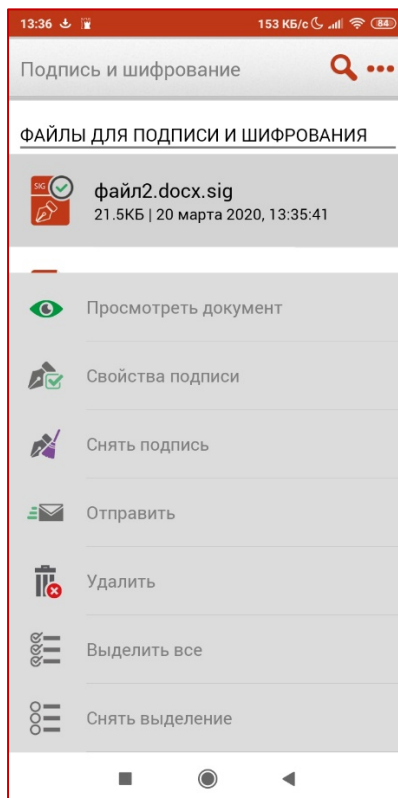 13:36 153 КБ/с 84
Подпись и шифрование
ФАЙЛЫ ДЛЯ ПОДПИСИ И ШИФРОВАНИЯ
SIG файл2.docx.sig
21.5КБ | 20 марта 2020, 13:35:41
Просмотреть документ
Свойства подписи
Снять подпись
Отправить
Удалить
Выделить все
Снять выделение